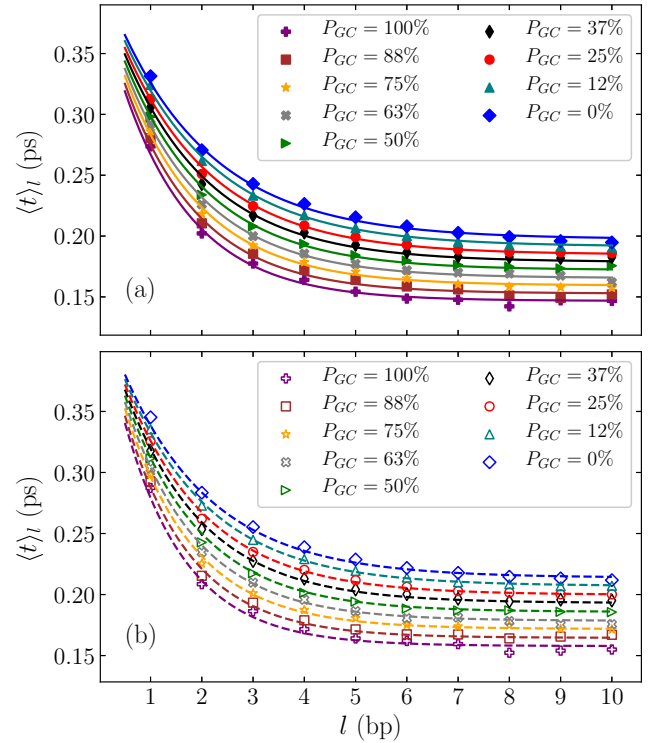 P_GC = 100%
P_GC = 88%
P_GC = 75%
P_GC = 63%
P_GC = 50%
P_GC = 37%
P_GC = 25%
P_GC = 12%
P_GC = 0%
0.35
0.30
0.25
0.20
0.15
⟨t⟩_l (ps)
(a)
P_GC = 100%
P_GC = 88%
P_GC = 75%
P_GC = 63%
P_GC = 50%
P_GC = 37%
P_GC = 25%
P_GC = 12%
P_GC = 0%
0.35
0.30
0.25
0.20
0.15
⟨t⟩_l (ps)
(b)
1 2 3 4 5 6 7 8 9 10
l (bp)